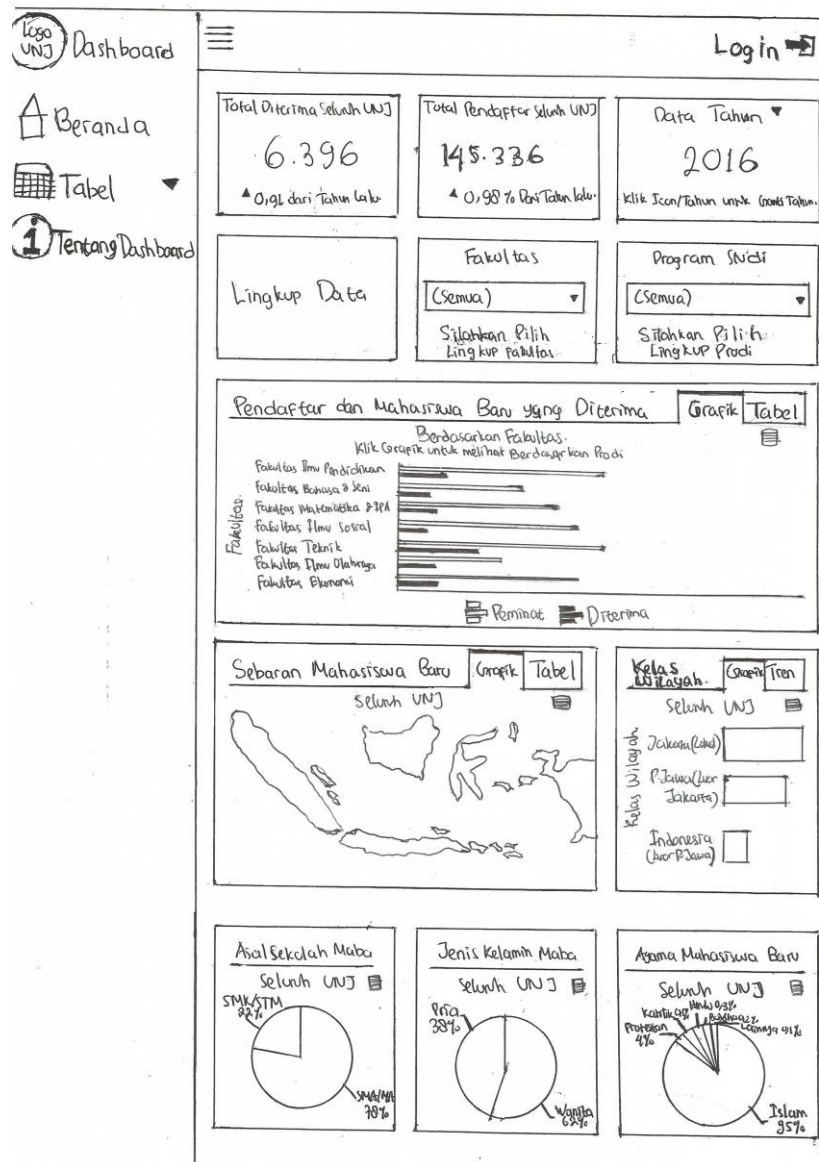 Logo
UNJ
Dashboard
Login
Beranda
Tabel
Tentang Dashboard
Total Diterima Seluruh UNJ
6.396
0,91 dari Tahun lalu.
Total Pendaftar Seluruh UNJ
145.336
0,98 % Dari Tahun lalu.
Data Tahun
2016
Klik Icon/Tahun untuk Ganti Tahun.
Lingkup Data
Fakultas
(Semua)
Silahkan Pilih
Lingkup Fakultas
Program Studi
(Semua)
Silahkan Pilih
Lingkup Prodi
Pendaftar dan Mahasiswa Baru yang Diterima
Grafik
Tabel
Berdasarkan Fakultas.
Klik Grafik untuk melihat Berdasarkan Prodi
Fakultas.
Fakultas Ilmu Pendidikan
Fakultas Bahasa & Seni
Fakultas Matematika & IPA
Fakultas Ilmu Sosial
Fakultas Teknik
Fakultas Ilmu Olahraga
Fakultas Ekonomi
Peminat
Diterima
Sebaran Mahasiswa Baru
Grafik
Tabel
Seluruh UNJ
Kelas
Wilayah.
Grafik
Tren
Seluruh UNJ
Kelas Wilayah
Jakarta (Lokal)
P. Jawa (Luar
Jakarta)
Indonesia
(Luar P. Jawa)
Asal Sekolah Maba
Seluruh UNJ
SMK/STM
22%
SMA/MA
78%
Jenis Kelamin Maba
Seluruh UNJ
Pria
38%
Wanita
62%
Agama Mahasiswa Baru
Seluruh UNJ
Hindu 0,3%
Katolik
Buddha 0,2%
Protestan
4%
Lainnya
Islam
95%